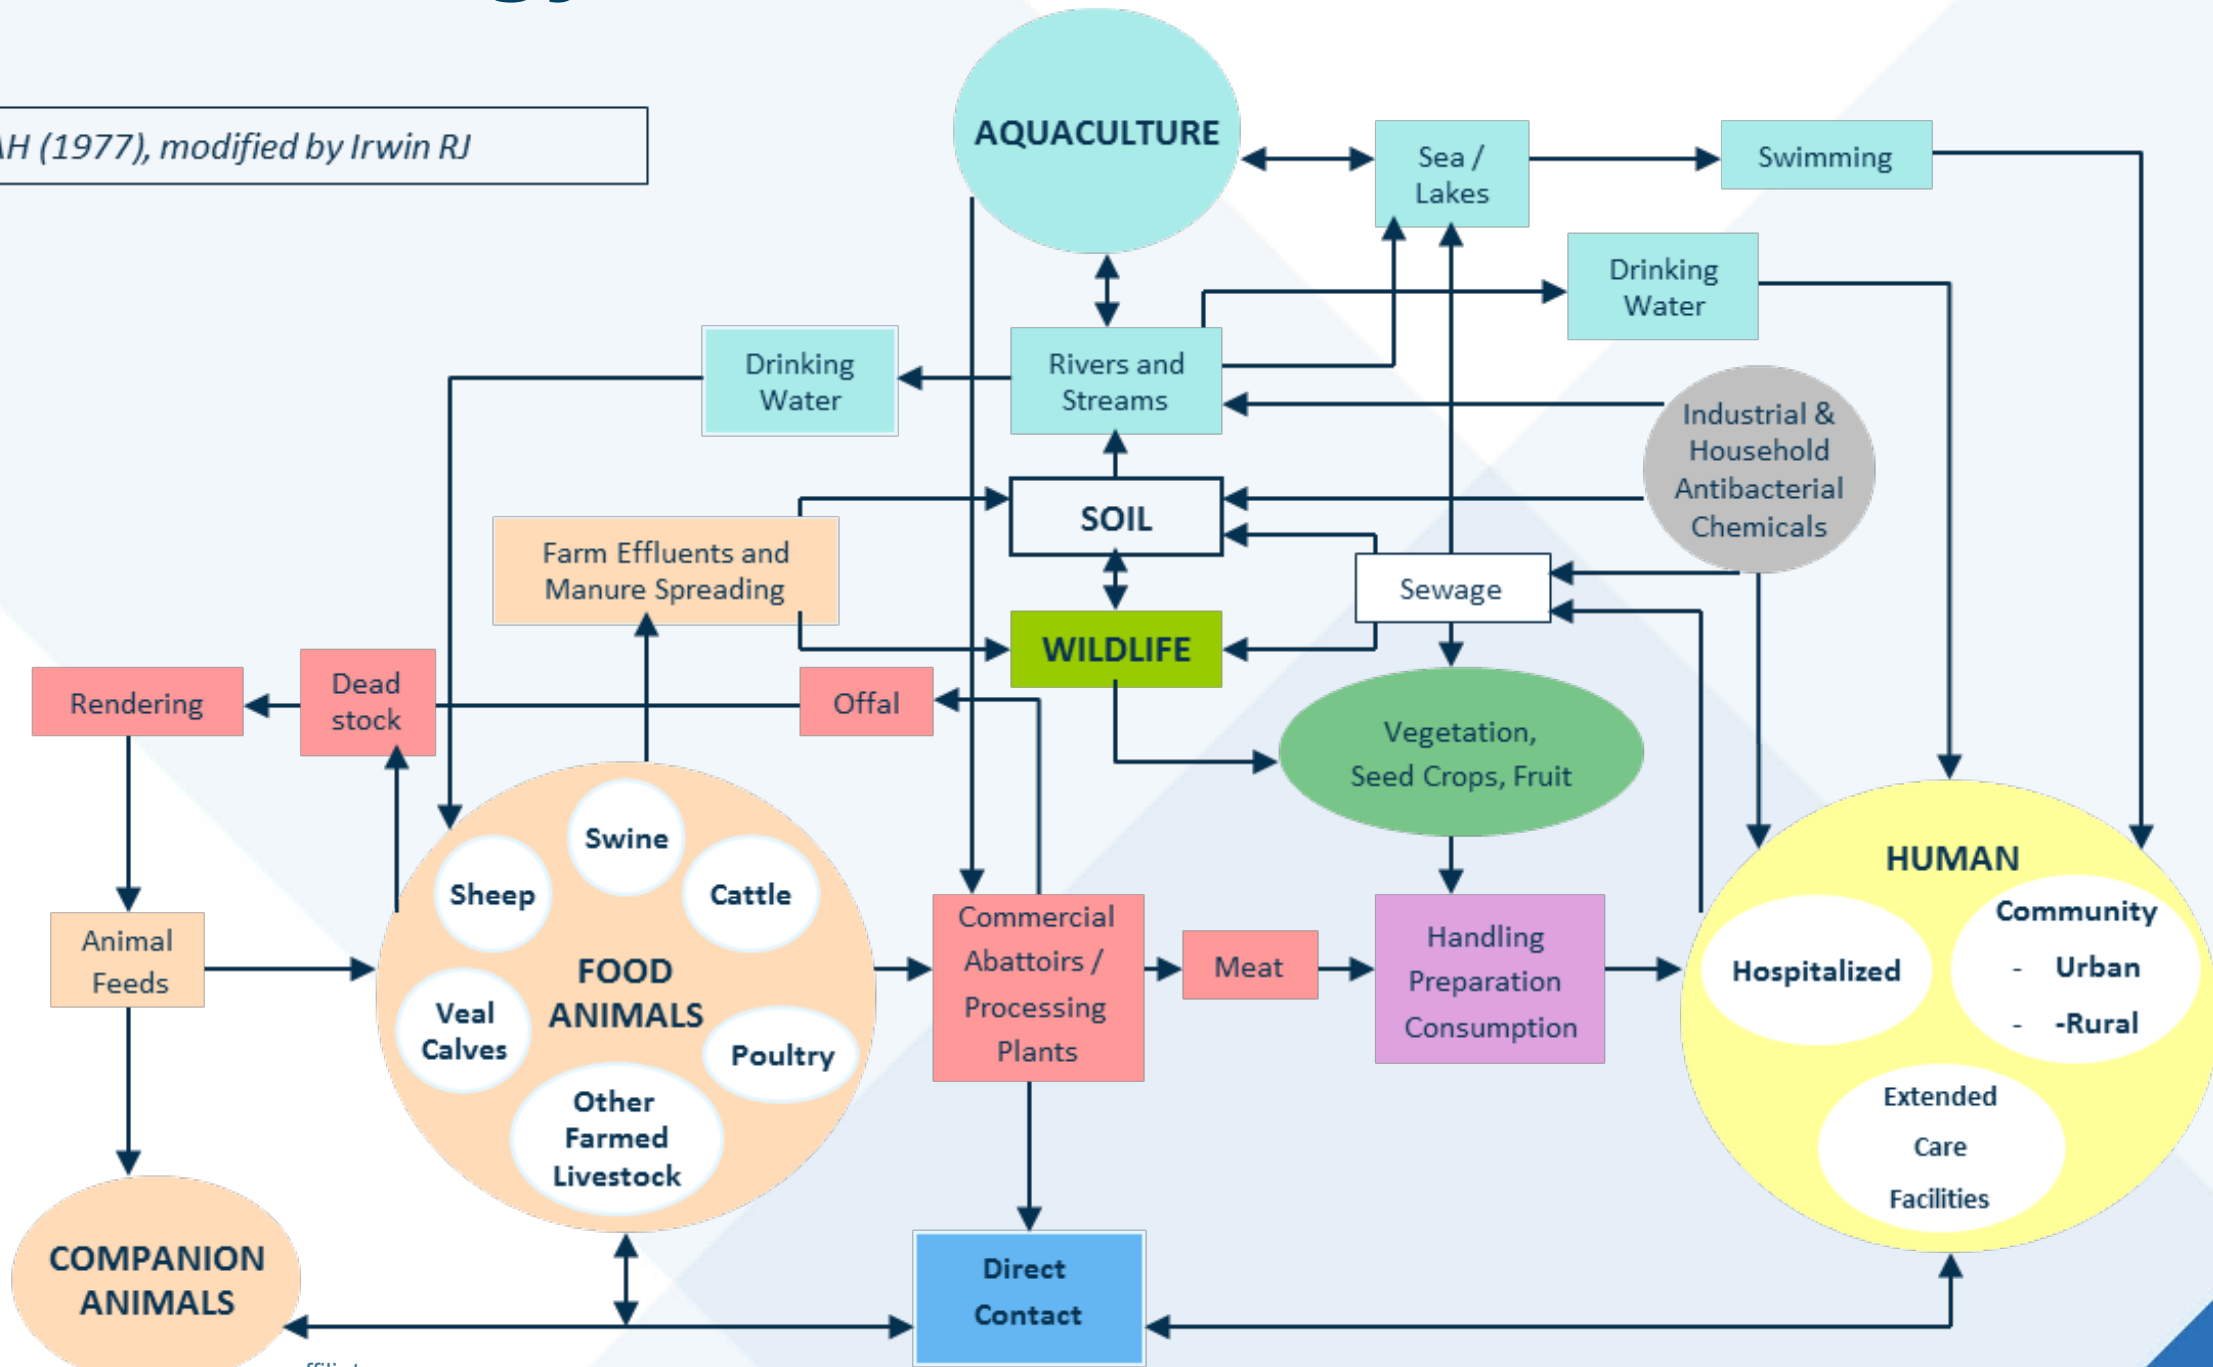 AH (1977), modified by Irwin RJ
AQUACULTURE
Sea /
Lakes
Swimming
Drinking
Water
Drinking
Water
Rivers and
Streams
Industrial &
Household
Antibacterial
Chemicals
SOIL
Farm Effluents and
Manure Spreading
Sewage
WILDLIFE
Rendering
Dead
stock
Offal
Vegetation,
Seed Crops, Fruit
Swine
Sheep
Cattle
FOOD
ANIMALS
Veal
Calves
Poultry
Other
Farmed
Livestock
Animal
Feeds
Commercial
Abattoirs /
Processing
Plants
Meat
Handling
Preparation
Consumption
HUMAN
Hospitalized
Community
- Urban
- -Rural
Extended
Care
Facilities
COMPANION
ANIMALS
Direct
Contact